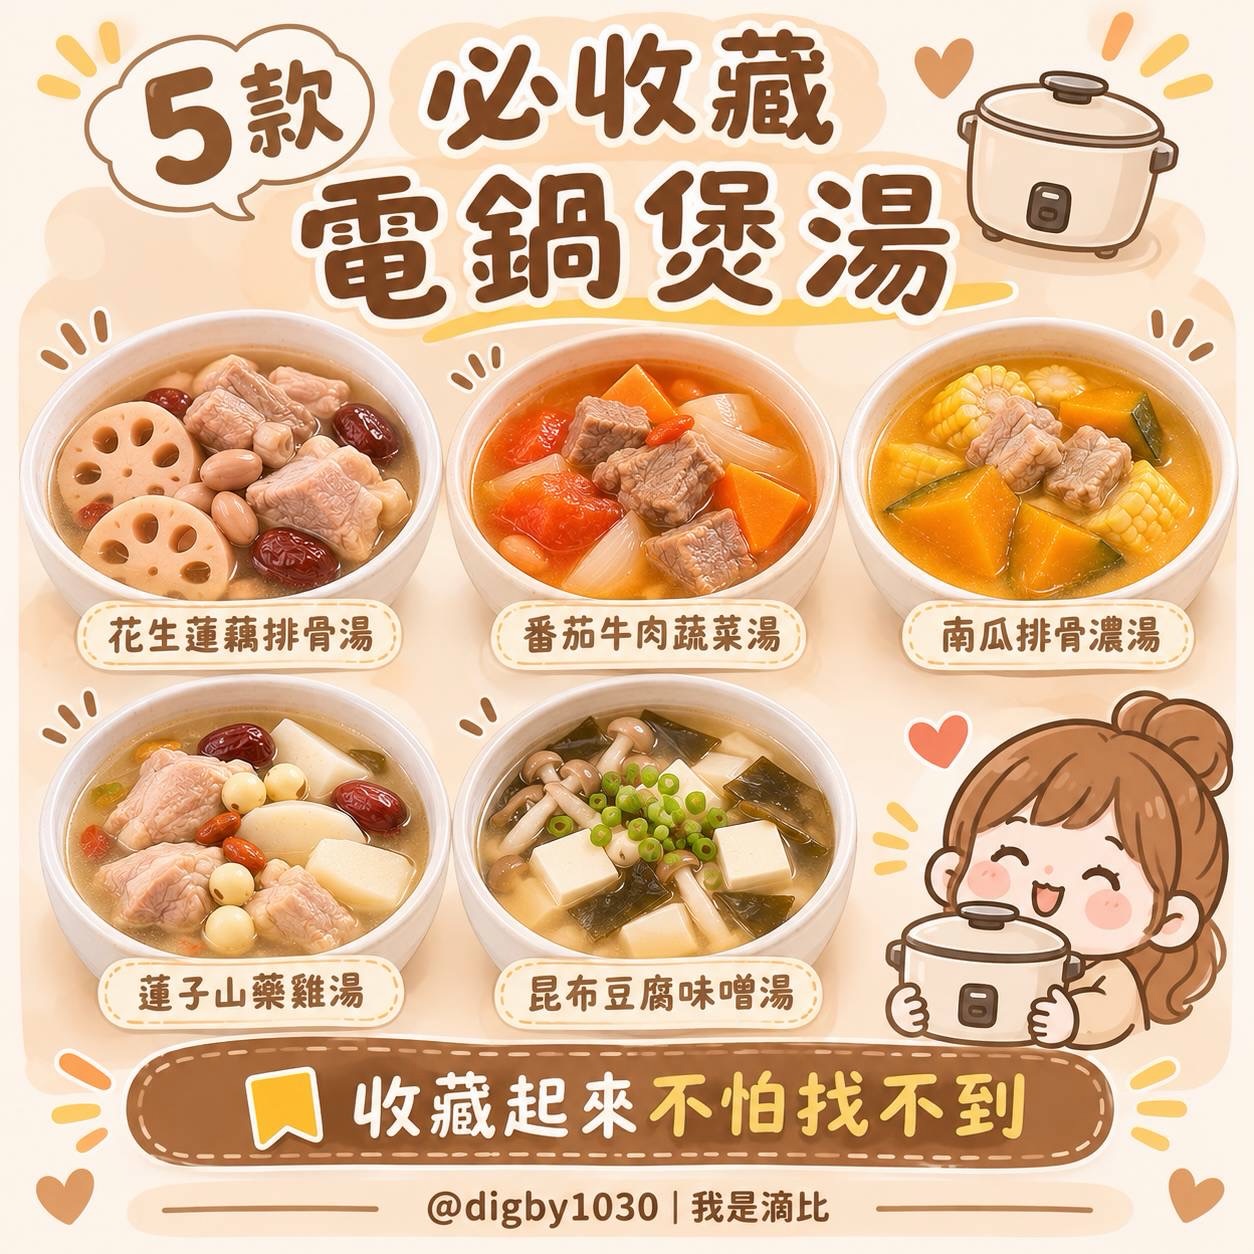 5款
必收藏
電鍋煲湯
花生蓮藕排骨湯
番茄牛肉蔬菜湯
南瓜排骨濃湯
蓮子山藥雞湯
昆布豆腐味噌湯
收藏起來不怕找不到
@digby1030 | 我是滴比